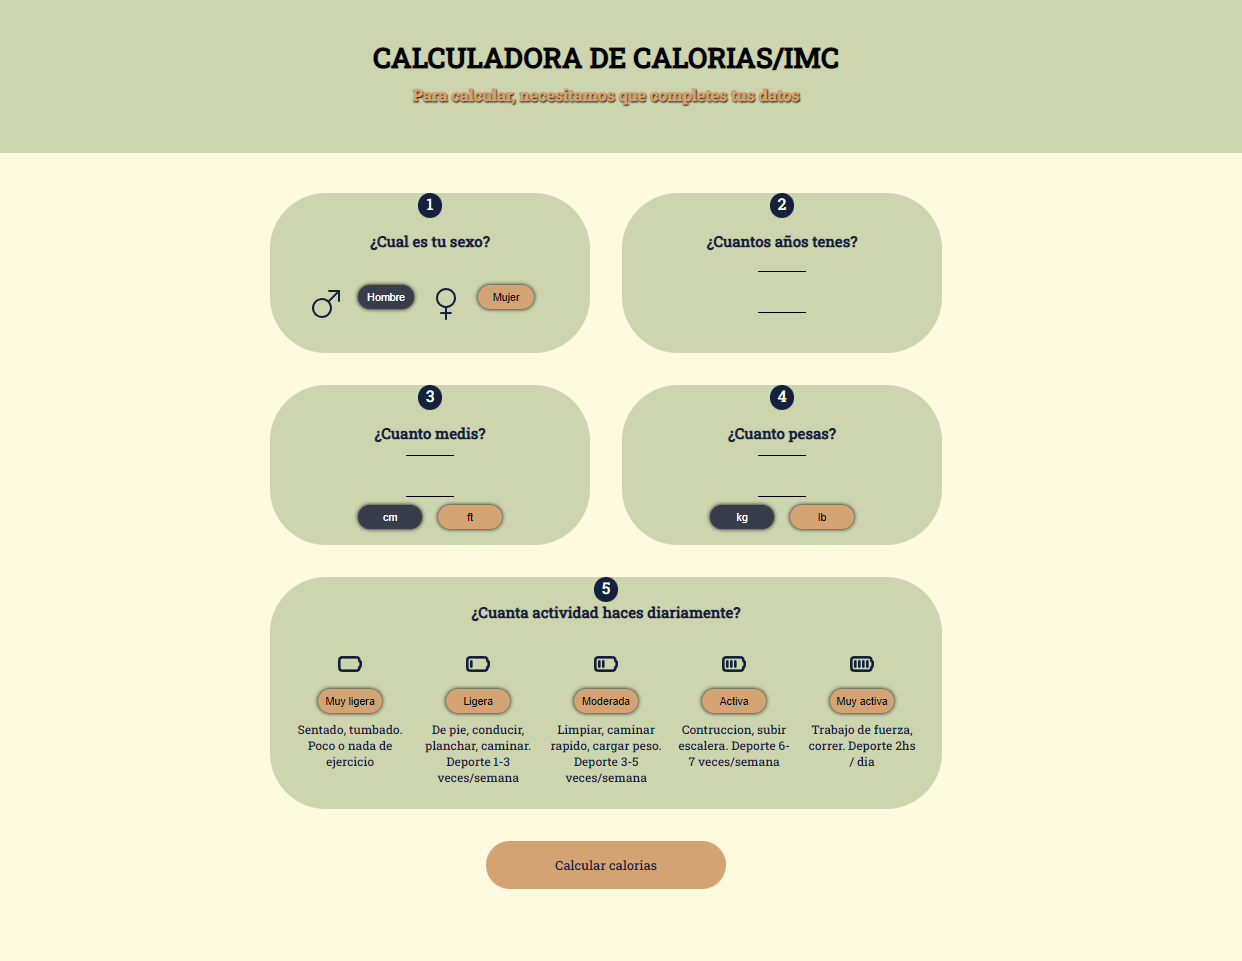 CALCULADORA DE CALORIAS/IMC
Para calcular, necesitamos que completes tus datos
1
¿Cual es tu sexo?
Hombre
Mujer
2
¿Cuantos años tenes?
3
¿Cuanto medis?
cm
ft
4
¿Cuanto pesas?
kg
lb
5
¿Cuanta actividad haces diariamente?
Muy ligera
Sentado, tumbado.
Poco o nada de
ejercicio
Ligera
De pie, conducir,
planchar, caminar.
Deporte 1-3
veces/semana
Moderada
Limpiar, caminar
rapido, cargar peso.
Deporte 3-5
veces/semana
Activa
Contruccion, subir
escalera. Deporte 6-
7 veces/semana
Muy activa
Trabajo de fuerza,
correr. Deporte 2hs
/ dia
Calcular calorias